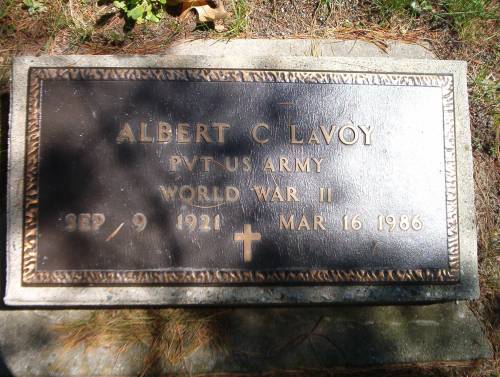 ALBERT C LAVOY
PVT US ARMY
WORLD WAR II
SEP 9 1921 MAR 16 1986